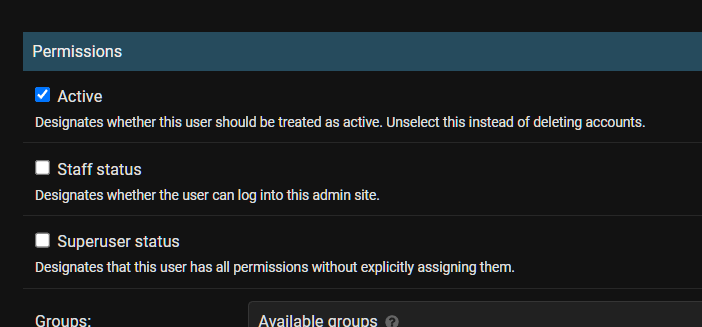 Permissions
Active
Designates whether this user should be treated as active. Unselect this instead of deleting accounts.
Staff status
Designates whether the user can log into this admin site.
Superuser status
Designates that this user has all permissions without explicitly assigning them.
Groups: Available groups ?